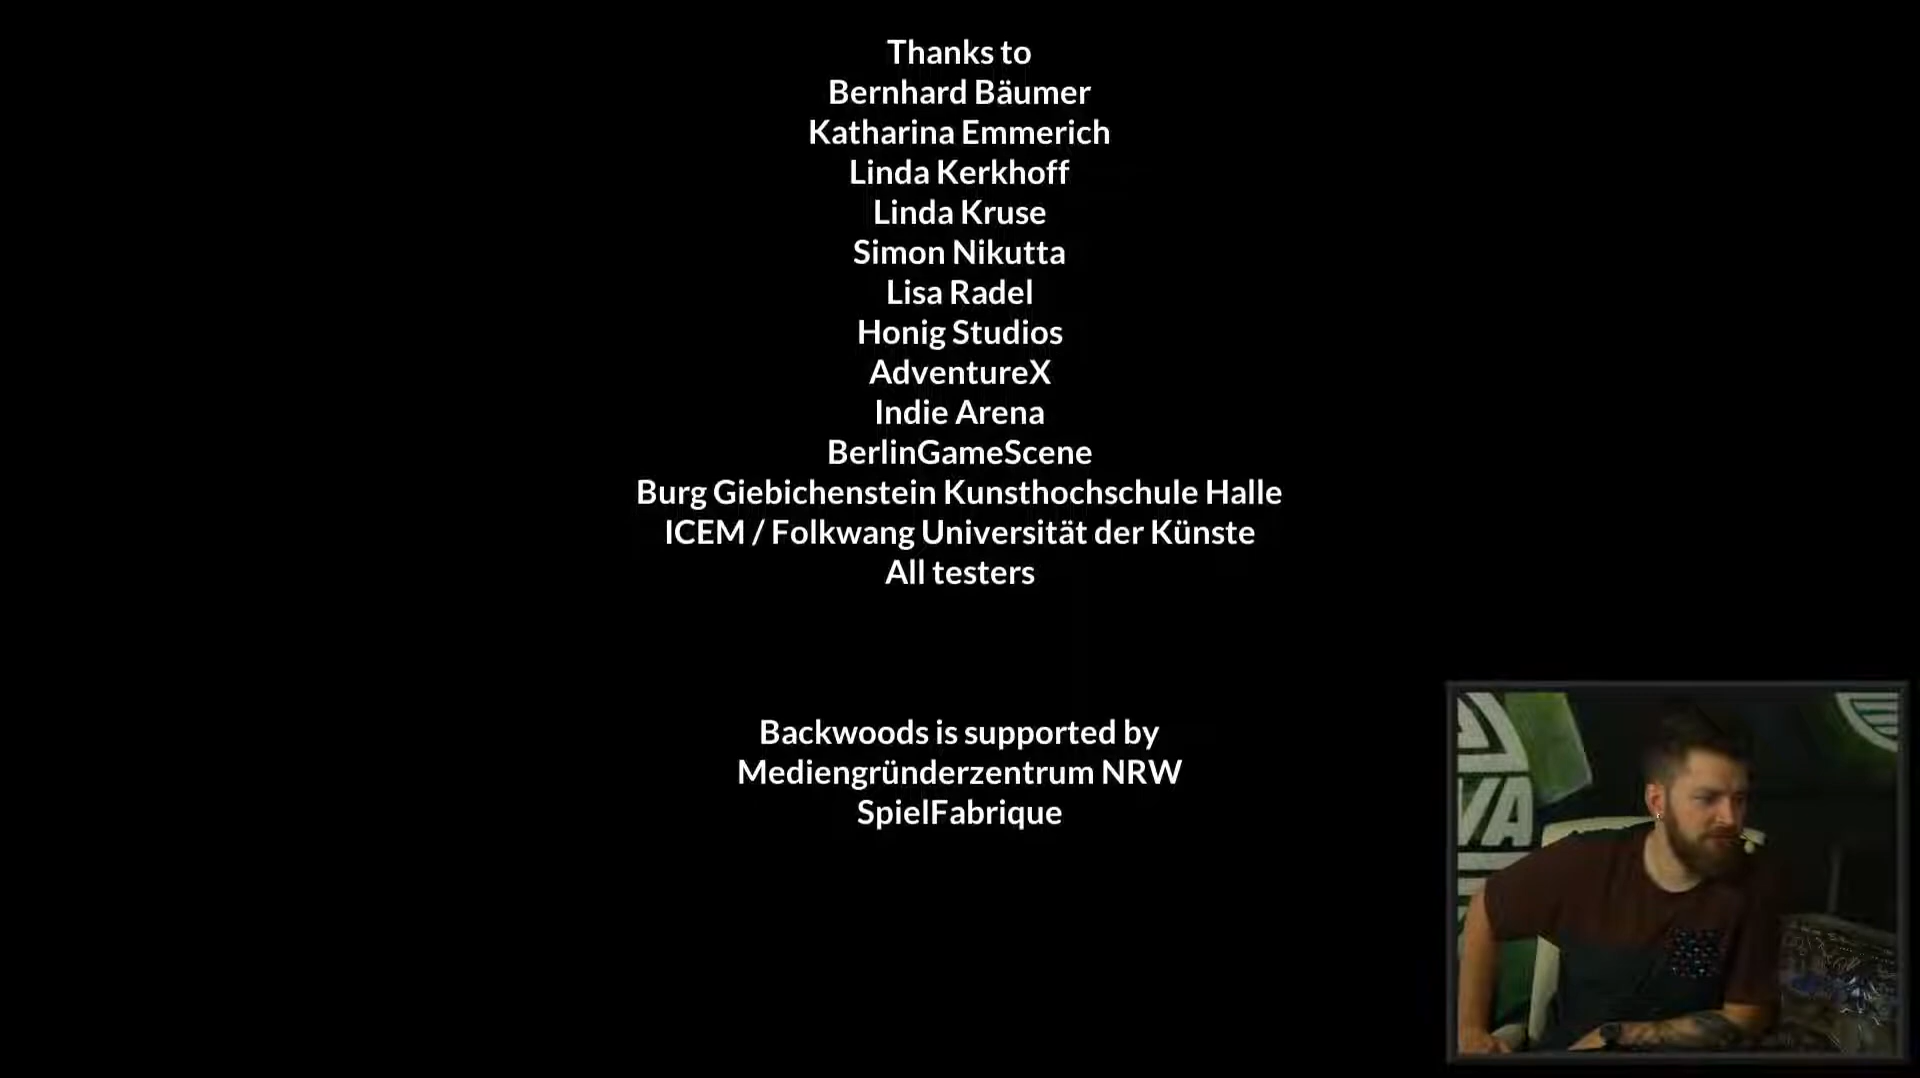 Thanks to
Bernhard Bäumer
Katharina Emmerich
Linda Kerkhoff
Linda Kruse
Simon Nikutta
Lisa Radel
Honig Studios
AdventureX
Indie Arena
BerlinGameScene
Burg Giebichenstein Kunsthochschule Halle
ICEM / Folkwang Universität der Künste
All testers
Backwoods is supported by
Mediengründerzentrum NRW
SpielFabrique